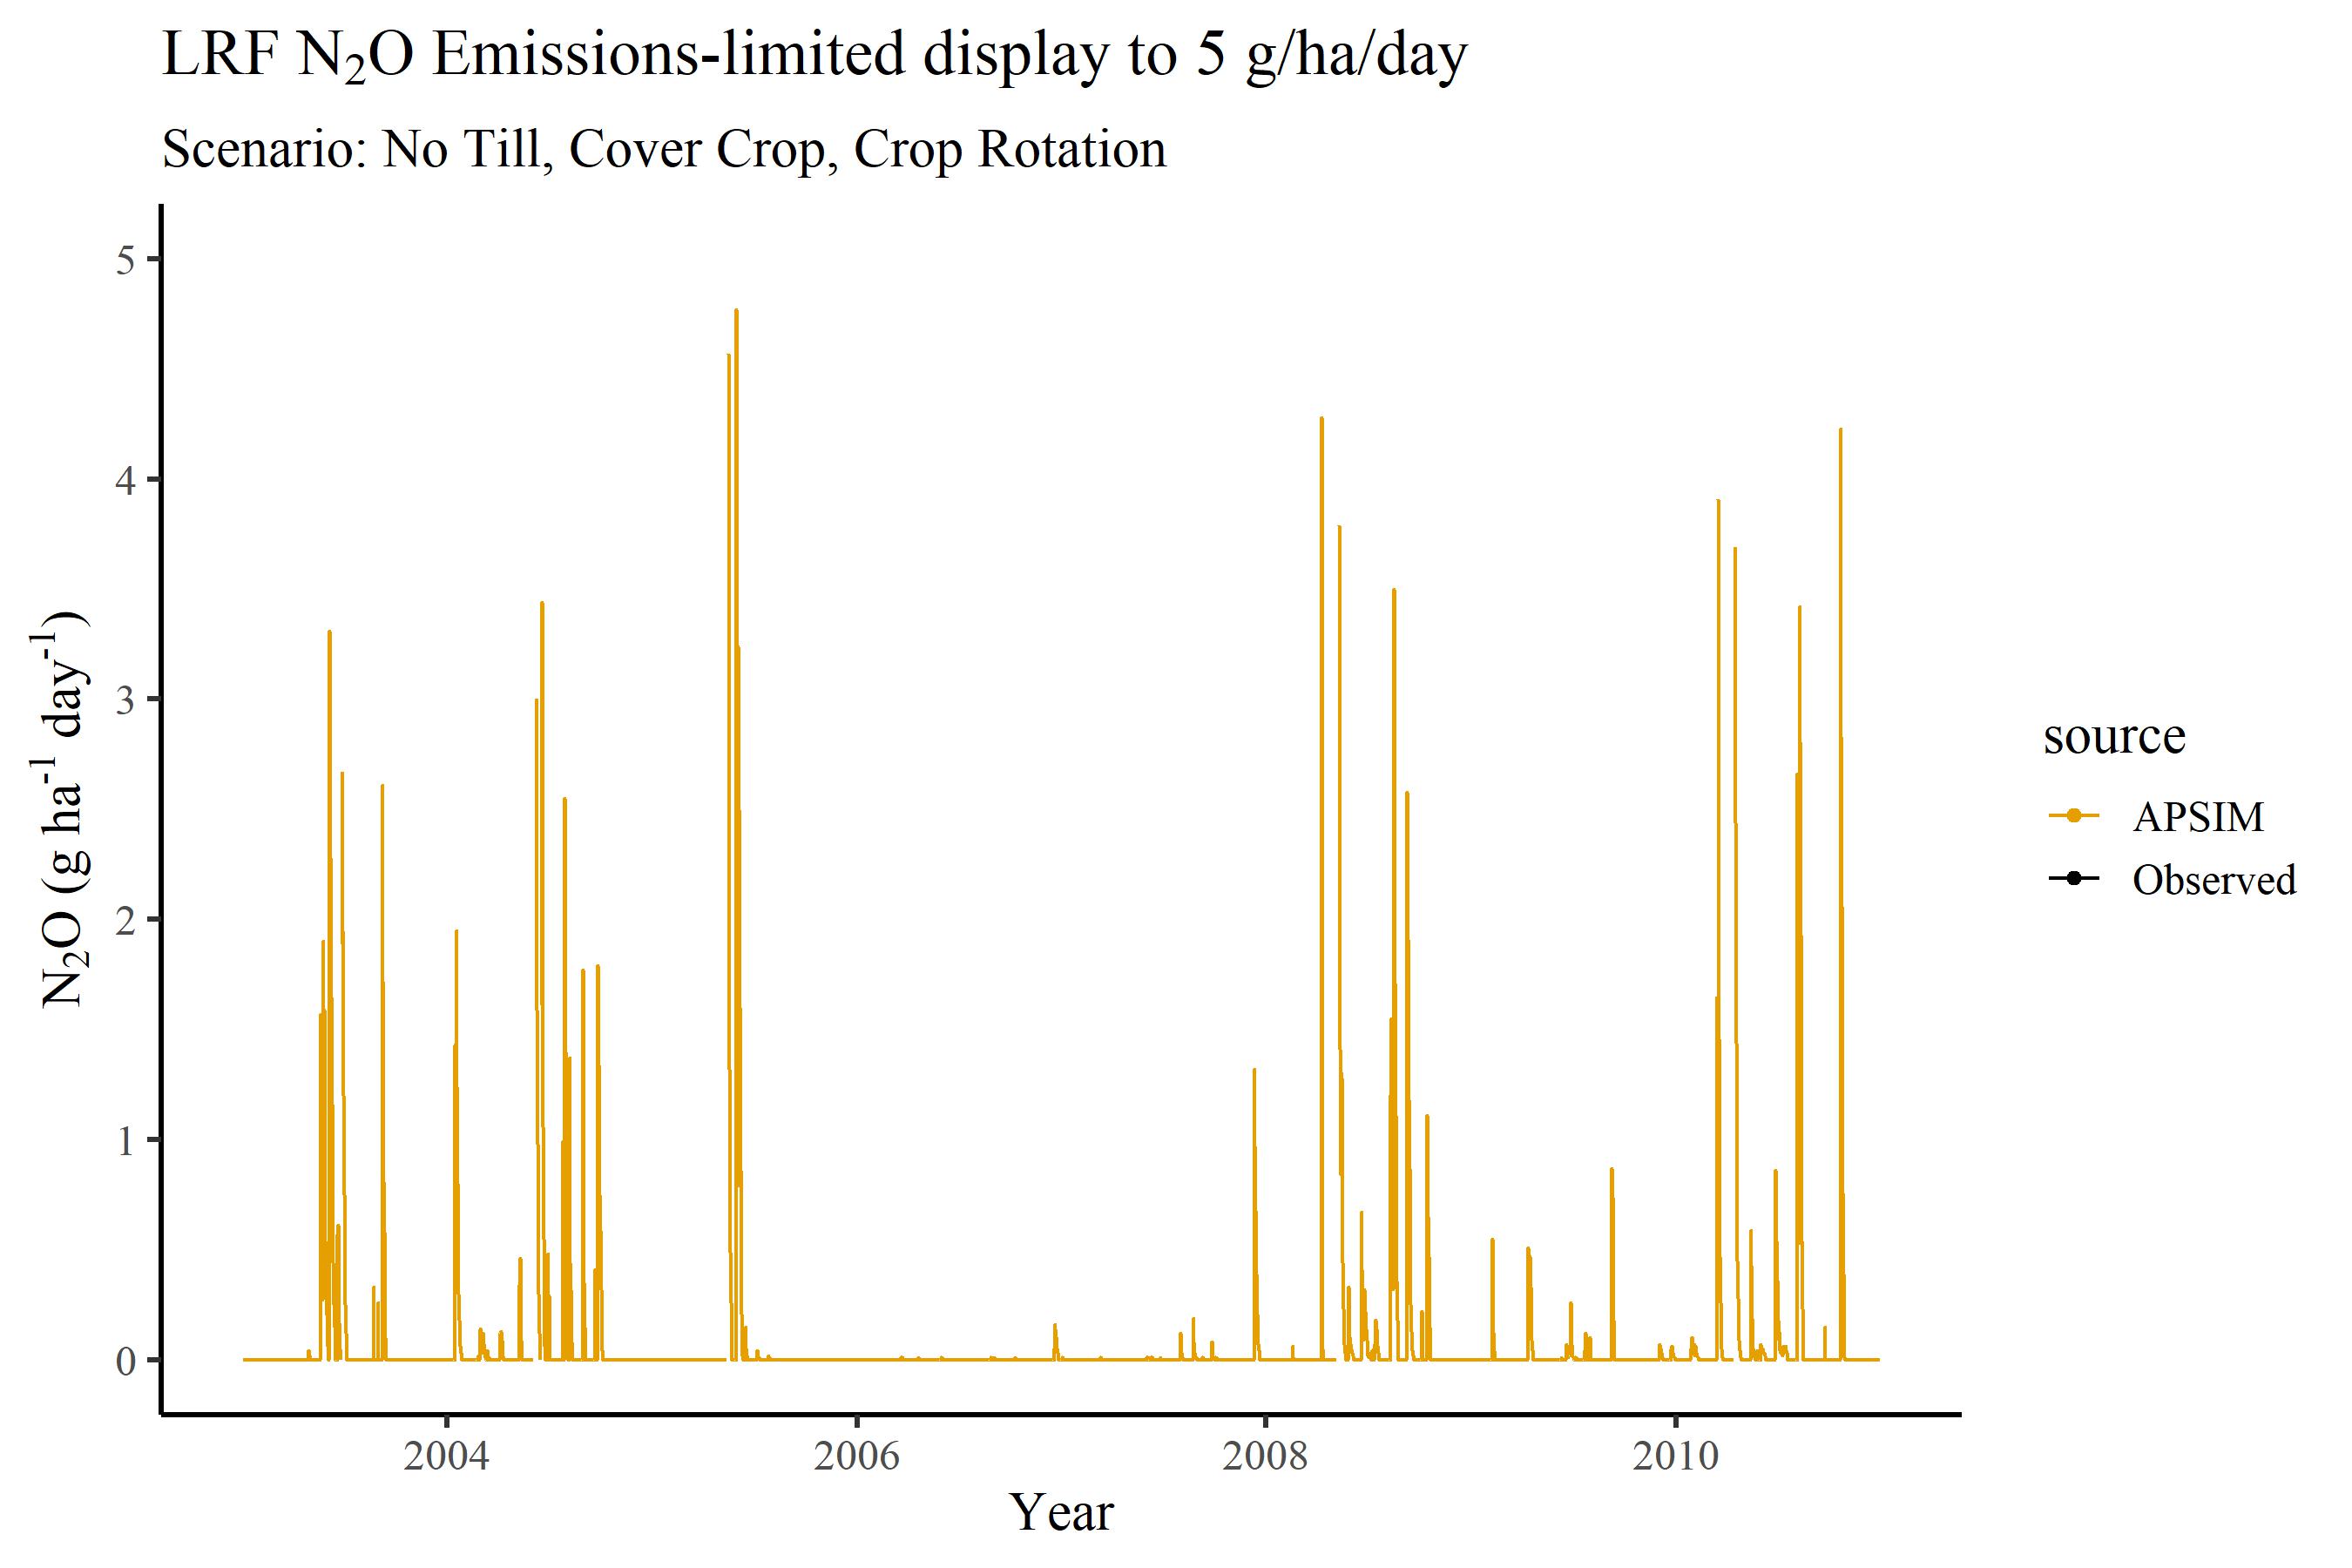 LRF N₂O Emissions-limited display to 5 g/ha/day
Scenario: No Till, Cover Crop, Crop Rotation
N₂O (g ha⁻¹ day⁻¹)
5
4
3
2
1
0
2004 2006 2008 2010
Year
source
APSIM
Observed